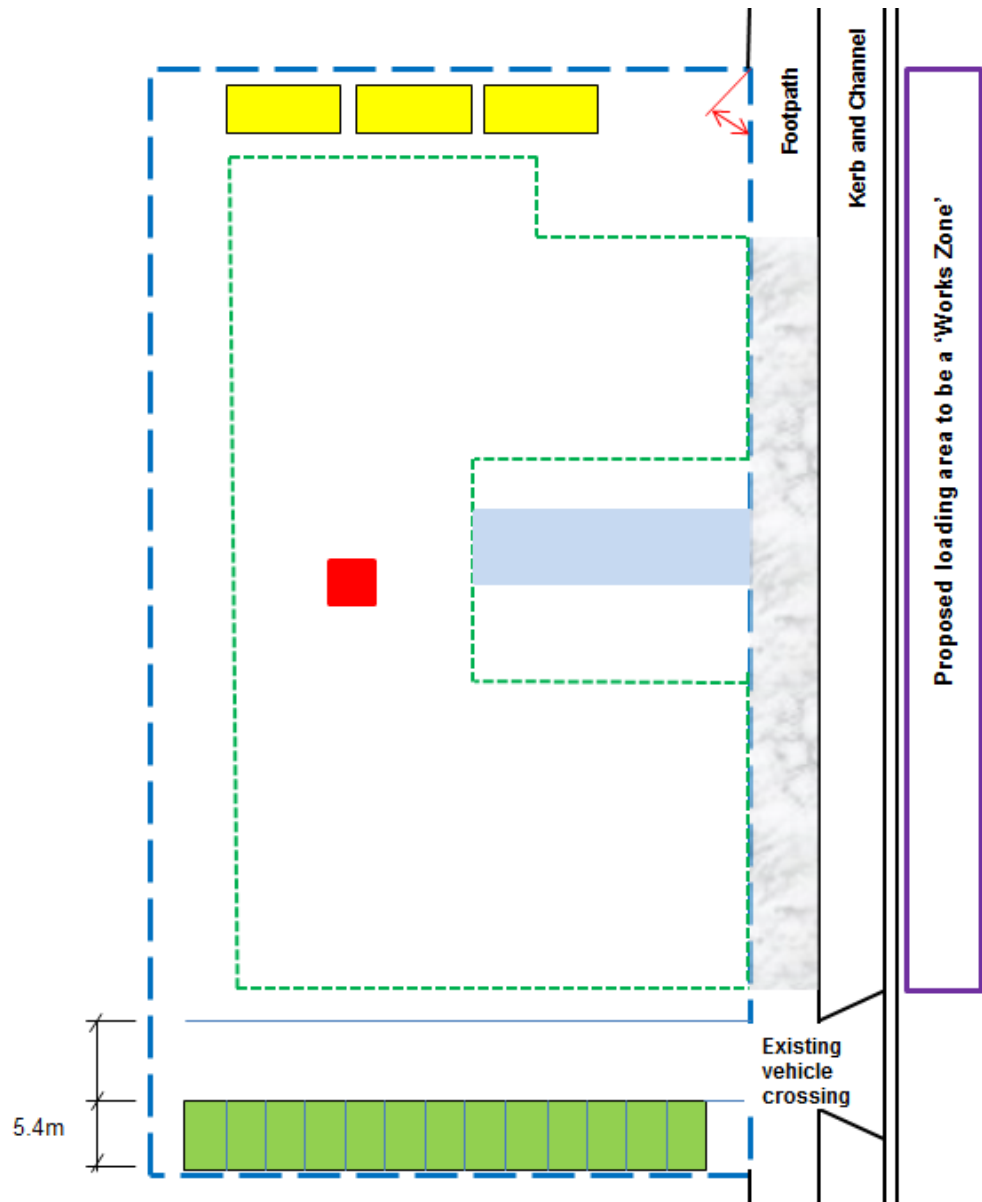 Footpath
Kerb and Channel
Proposed loading area to be a ‘Works Zone’
Existing
vehicle
crossing
5.4m